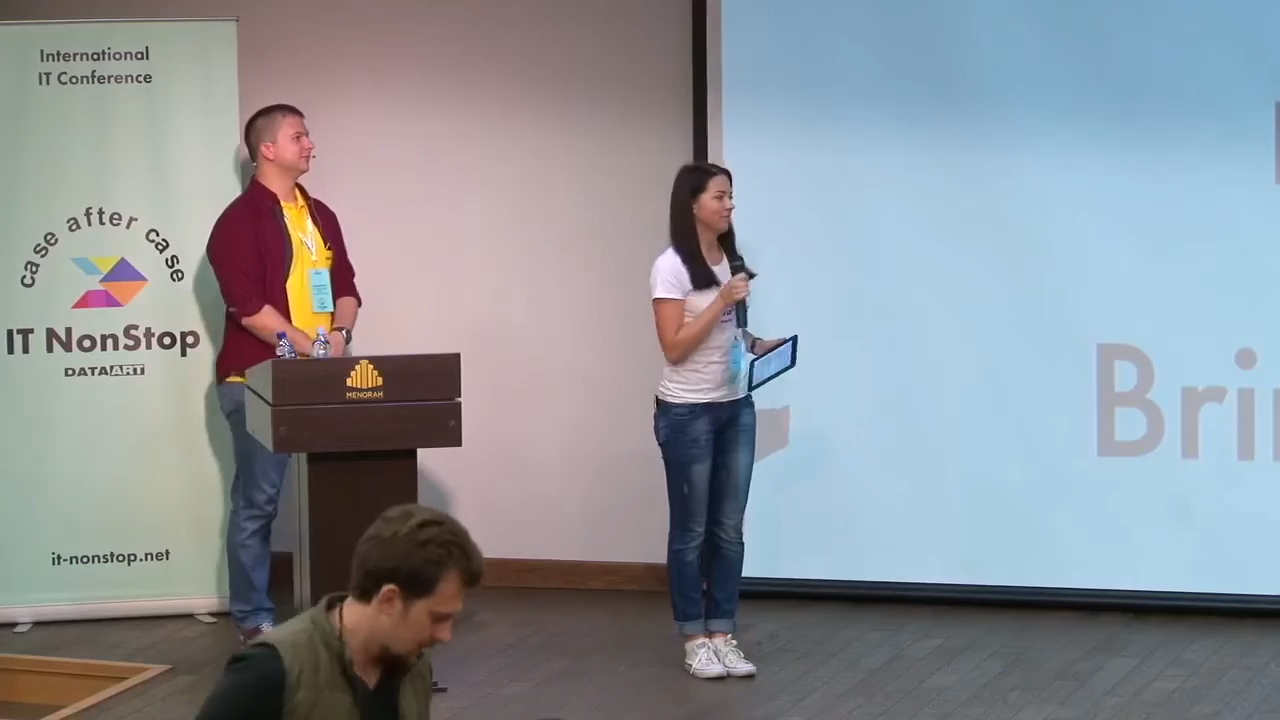 International
IT Conference
case after case
IT NonStop
DATAART
it-nonstop.net
MENORAH
Bri